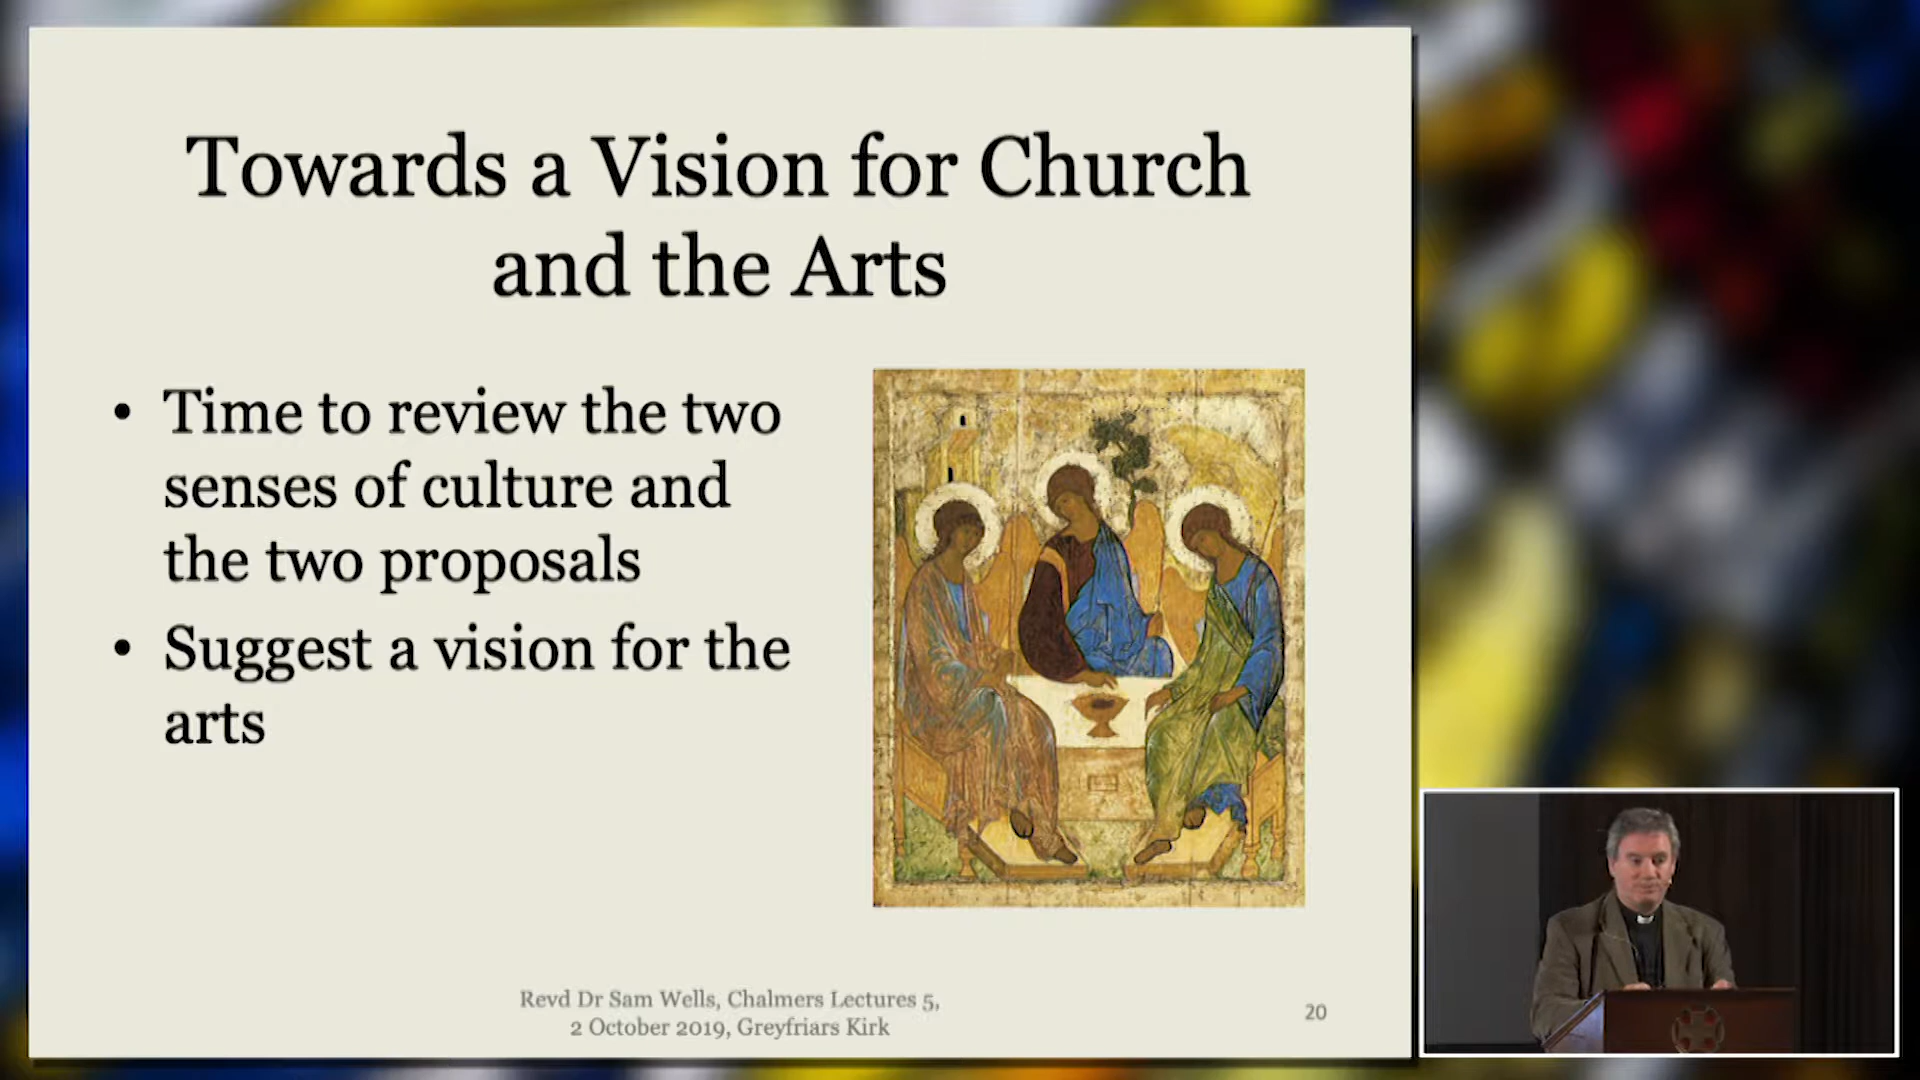 Towards a Vision for Church
and the Arts
• Time to review the two
senses of culture and
the two proposals
• Suggest a vision for the
arts
Revd Dr Sam Wells, Chalmers Lectures 5,
2 October 2019, Greyfriars Kirk
20